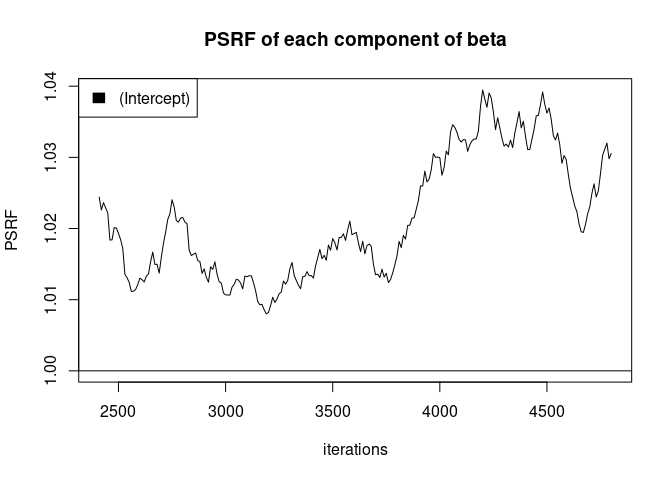 PSRF of each component of beta
(Intercept)
1.04
1.03
1.02
1.01
1.00
PSRF
2500 3000 3500 4000 4500
iterations